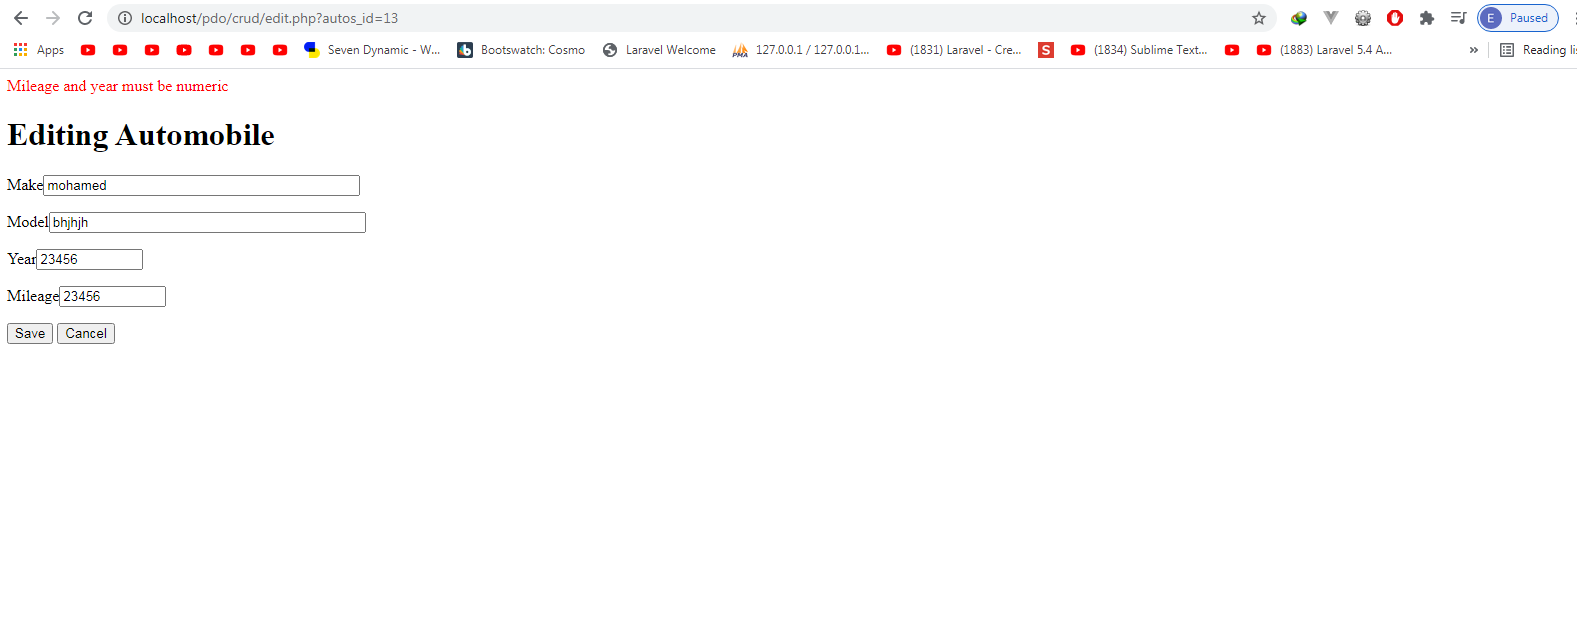 localhost/pdo/crud/edit.php?autos_id=13 E Paused
Apps Seven Dynamic - W... Bootswatch: Cosmo Laravel Welcome PMA 127.0.0.1 / 127.0.0.1... (1831) Laravel - Cre... S (1834) Sublime Text... (1883) Laravel 5.4 A... » Reading lis
Mileage and year must be numeric
Editing Automobile
Make mohamed
Model bhjhjh
Year 23456
Mileage 23456
Save Cancel